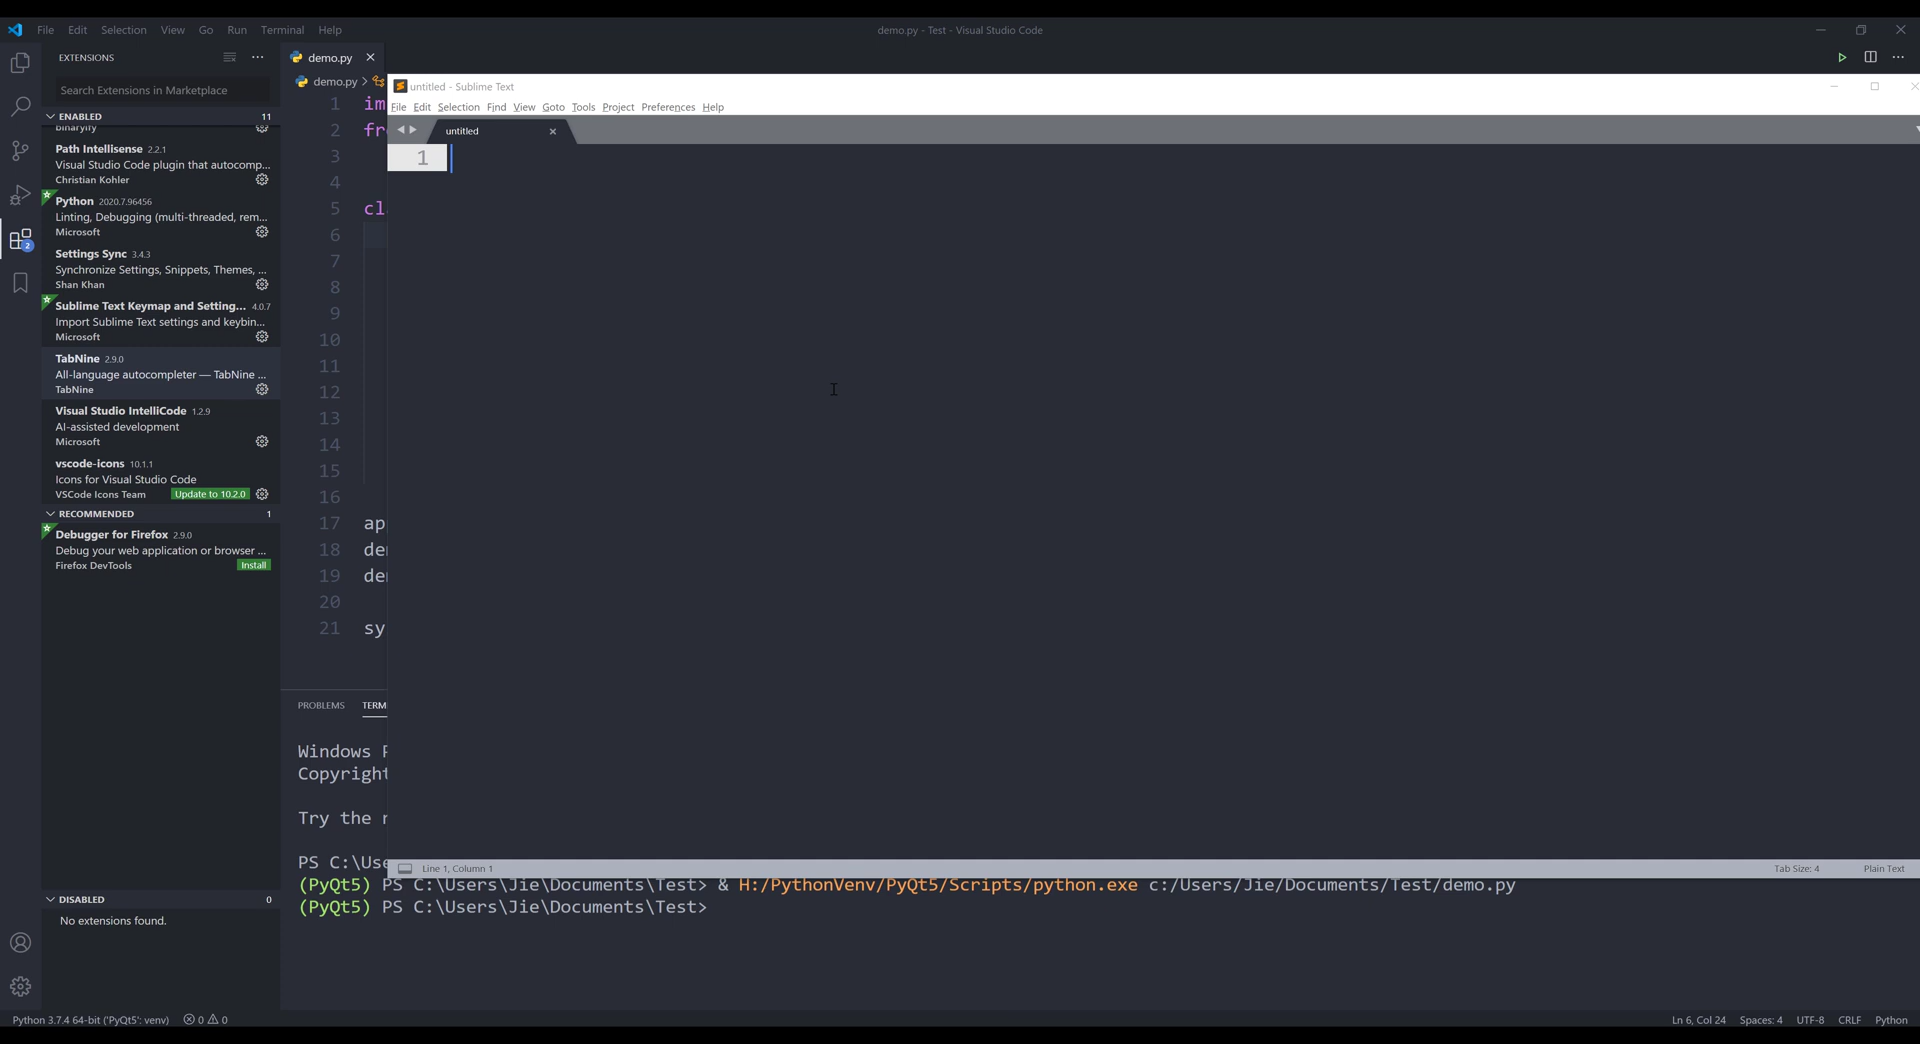 File Edit Selection View Go Run Terminal Help
demo.py - Test - Visual Studio Code
EXTENSIONS
Search Extensions in Marketplace
ENABLED 11
binaryify
Path Intellisense 2.2.1
Visual Studio Code plugin that autocomp...
Christian Kohler
Python 2020.7.96456
Linting, Debugging (multi-threaded, rem...
Microsoft
Settings Sync 3.4.3
Synchronize Settings, Snippets, Themes, ...
Shan Khan
Sublime Text Keymap and Setting... 4.0.7
Import Sublime Text settings and keybin...
Microsoft
TabNine 2.9.0
All-language autocompleter — TabNine ...
TabNine
Visual Studio IntelliCode 1.2.9
AI-assisted development
Microsoft
vscode-icons 10.1.1
Icons for Visual Studio Code
VSCode Icons Team Update to 10.2.0
RECOMMENDED 1
Debugger for Firefox 2.9.0
Debug your web application or browser ...
Firefox DevTools Install
DISABLED 0
No extensions found.
2
demo.py
demo.py >
1 im
2 fr
3
4
5 cl
6
7
8
9
10
11
12
13
14
15
16
17 ap
18 de
19 de
20
21 sy
untitled - Sublime Text
File Edit Selection Find View Goto Tools Project Preferences Help
untitled
1
Line 1, Column 1 Tab Size: 4 Plain Text
PROBLEMS TERM
Windows P
Copyright
Try the
PS C:\Use
(PyQt5) PS C:\Users\Jie\Documents\Test> & H:/PythonVenv/PyQt5/Scripts/python.exe c:/Users/Jie/Documents/Test/demo.py
(PyQt5) PS C:\Users\Jie\Documents\Test>
Python 3.7.4 64-bit ('PyQt5': venv) 0 0 Ln 6, Col 24 Spaces: 4 UTF-8 CRLF Python